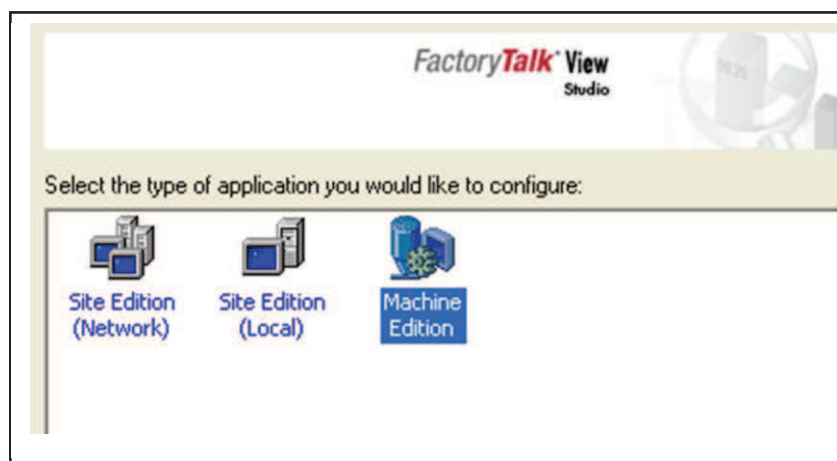 FactoryTalk View
Studio
Select the type of application you would like to configure:
Site Edition
(Network)
Site Edition
(Local)
Machine
Edition